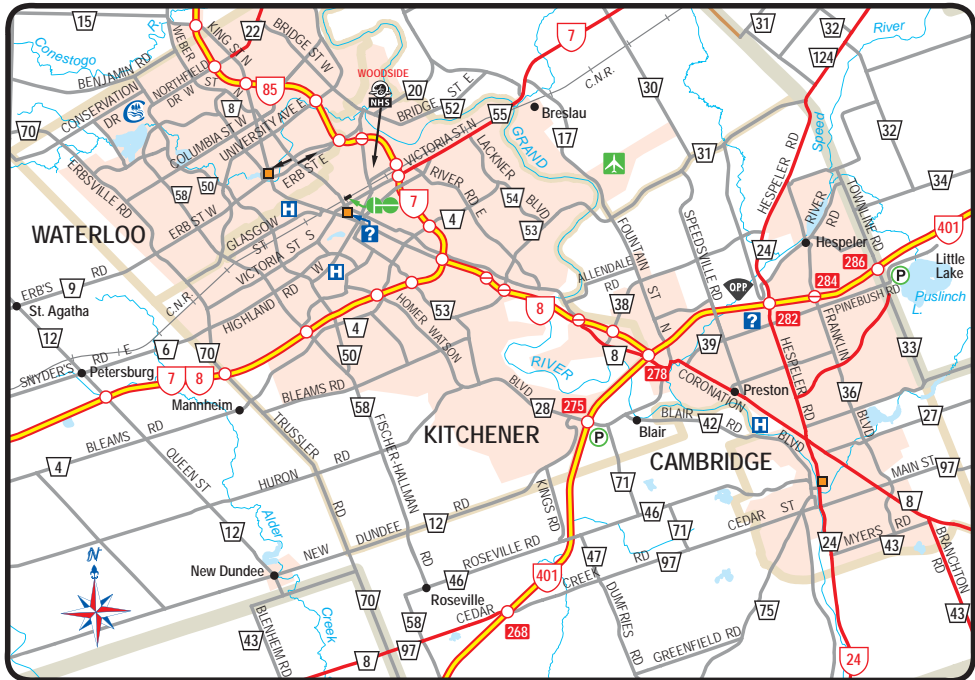 15
Conestogo
River
BENJAMIN RD
WEBER ST N
KING ST N
22
BRIDGE ST W
85
WOODSIDE
NHS
20
BRIDGE ST E
52
7
C.N.R.
30
31
32
124
River
Speed
70
CONSERVATION DR
NORTHFIELD DR W
8
COLUMBIA ST W
UNIVERSITY AVE E
ERB ST E
VICTORIA ST N
55
Breslau
17
GRAND
LACKNER BLVD
31
HESPELER RD
32
34
ERBSVILLE RD
58
50
ERB ST W
H
GLASGOW ST
GO
?
7
RIVER RD E
54
53
4
FOUNTAIN ST N
SPEEDSVILLE RD
RIVER RD
TOWNLINE RD
401
WATERLOO
VICTORIA ST S
H
ALLENDALE RD
24
Hespeler
286
P
Little Lake
ERB'S RD
9
St. Agatha
C.N.R.
HIGHLAND RD W
OPP
284
282
PINEBUSH RD
Puslinch L.
12
6
70
4
50
53
HOMER WATSON BLVD
8
38
8
?
39
FRANKLIN BLVD
33
SNYDER'S RD E
Petersburg
7
8
RIVER
278
CORONATION BLVD
HESPELER RD
Preston
36
Mannheim
BLEAMS RD
58
28
275
P
Blair
BLAIR RD
42
H
27
BLEAMS RD
4
TRUSSLER RD
FISCHER-HALLMAN RD
KITCHENER
CAMBRIDGE
QUEEN ST
HURON RD
KINGS RD
71
46
MAIN ST
97
8
12
Alder
Creek
NEW DUNDEE RD
12
CEDAR ST
71
24
MYERS RD
43
BRANCHTON RD
N
New Dundee
ROSEVILLE RD
46
Roseville
401
47
CEDAR CREEK RD
97
70
58
268
DUMFRIES RD
75
43
43
BLENHEIM RD
8
97
GREENFIELD RD
24